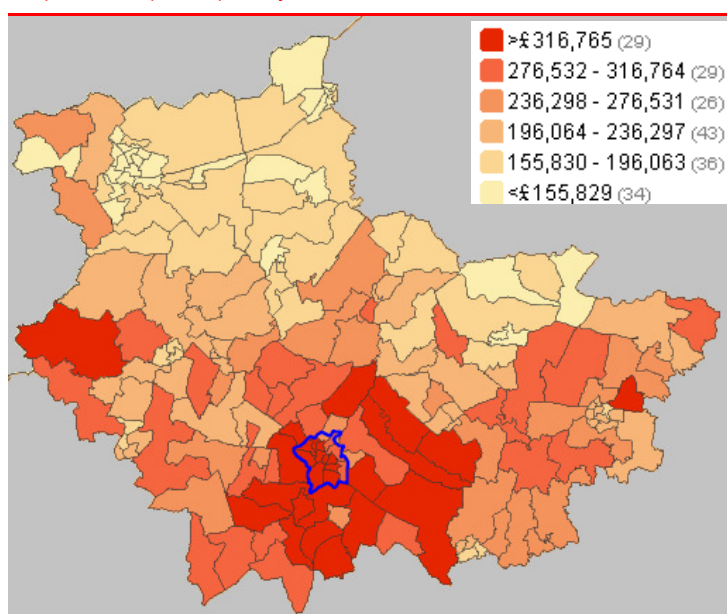 >£316,765 (29)
276,532 - 316,764 (29)
236,298 - 276,531 (26)
196,064 - 236,297 (43)
155,830 - 196,063 (36)
<£155,829 (34)